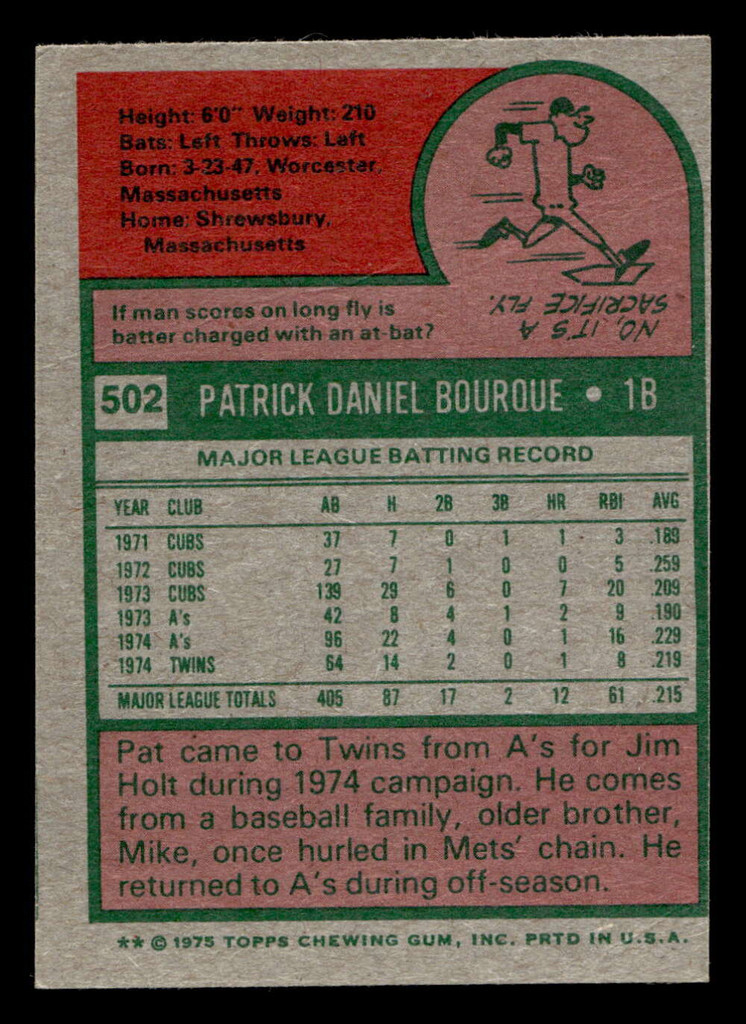 Height: 6'0" Weight: 210
Bats: Left Throws: Left
Born: 3-23-47, Worcester,
Massachusetts
Home: Shrewsbury,
Massachusetts
If man scores on long fly is
batter charged with an at-bat?
NO, IT'S A
SACRIFICE FLY.
502 PATRICK DANIEL BOURQUE • 1B
MAJOR LEAGUE BATTING RECORD
YEAR CLUB AB H 2B 3B HR RBI AVG
1971 CUBS 37 7 0 1 1 3 .189
1972 CUBS 27 7 1 0 0 5 .259
1973 CUBS 139 29 6 0 7 20 .209
1973 A's 42 8 4 1 2 9 .190
1974 A's 96 22 4 0 1 16 .229
1974 TWINS 64 14 2 0 1 8 .219
MAJOR LEAGUE TOTALS 405 87 17 2 12 61 .215
Pat came to Twins from A's for Jim
Holt during 1974 campaign. He comes
from a baseball family, older brother,
Mike, once hurled in Mets' chain. He
returned to A's during off-season.
** © 1975 TOPPS CHEWING GUM, INC. PRTD IN U.S.A.